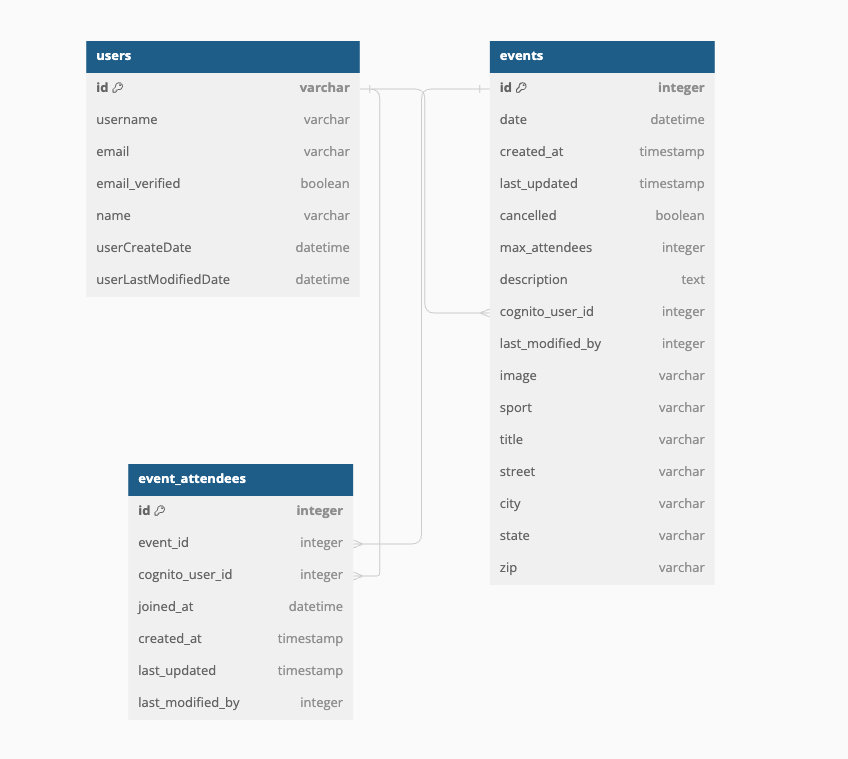 users
id varchar
username varchar
email varchar
email_verified boolean
name varchar
userCreateDate datetime
userLastModifiedDate datetime
events
id integer
date datetime
created_at timestamp
last_updated timestamp
cancelled boolean
max_attendees integer
description text
cognito_user_id integer
last_modified_by integer
image varchar
sport varchar
title varchar
street varchar
city varchar
state varchar
zip varchar
event_attendees
id integer
event_id integer
cognito_user_id integer
joined_at datetime
created_at timestamp
last_updated timestamp
last_modified_by integer